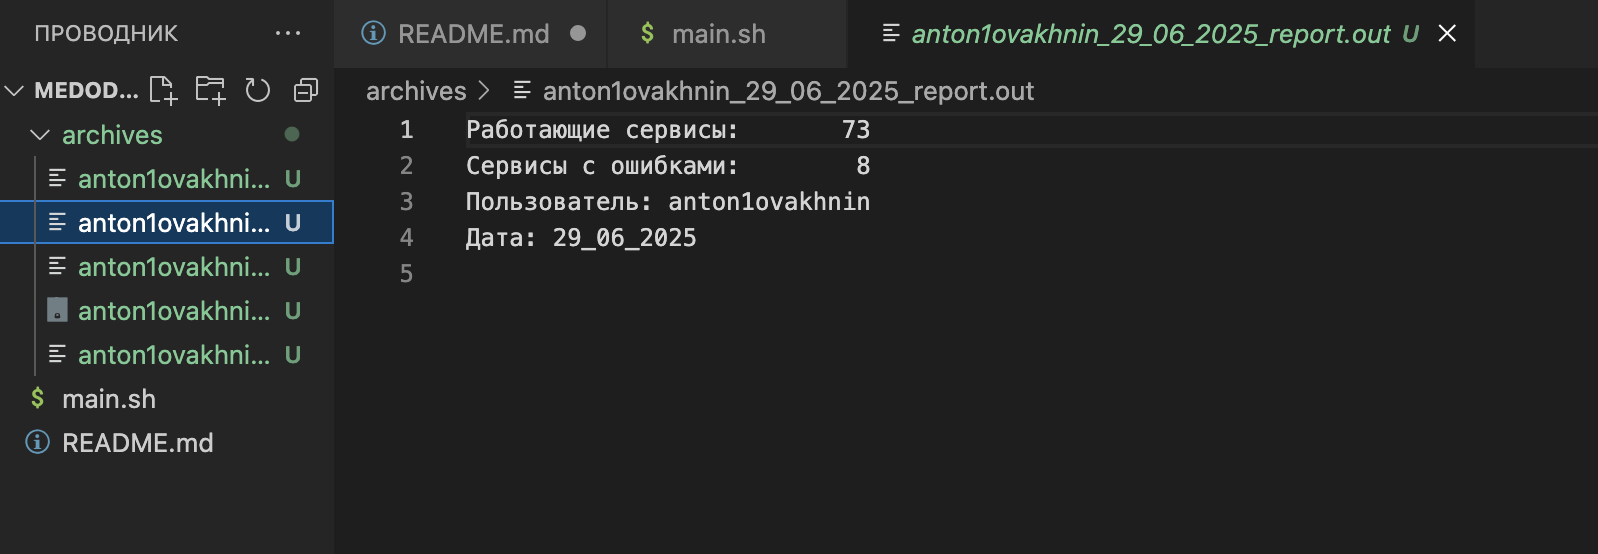 ПРОВОДНИК
README.md
main.sh
anton1ovakhnin_29_06_2025_report.out U
MEDOD...
archives
anton1ovakhni... U
anton1ovakhni... U
anton1ovakhni... U
anton1ovakhni... U
anton1ovakhni... U
main.sh
README.md
archives > anton1ovakhnin_29_06_2025_report.out
1 Работающие сервисы: 73
2 Сервисы с ошибками: 8
3 Пользователь: anton1ovakhnin
4 Дата: 29_06_2025
5